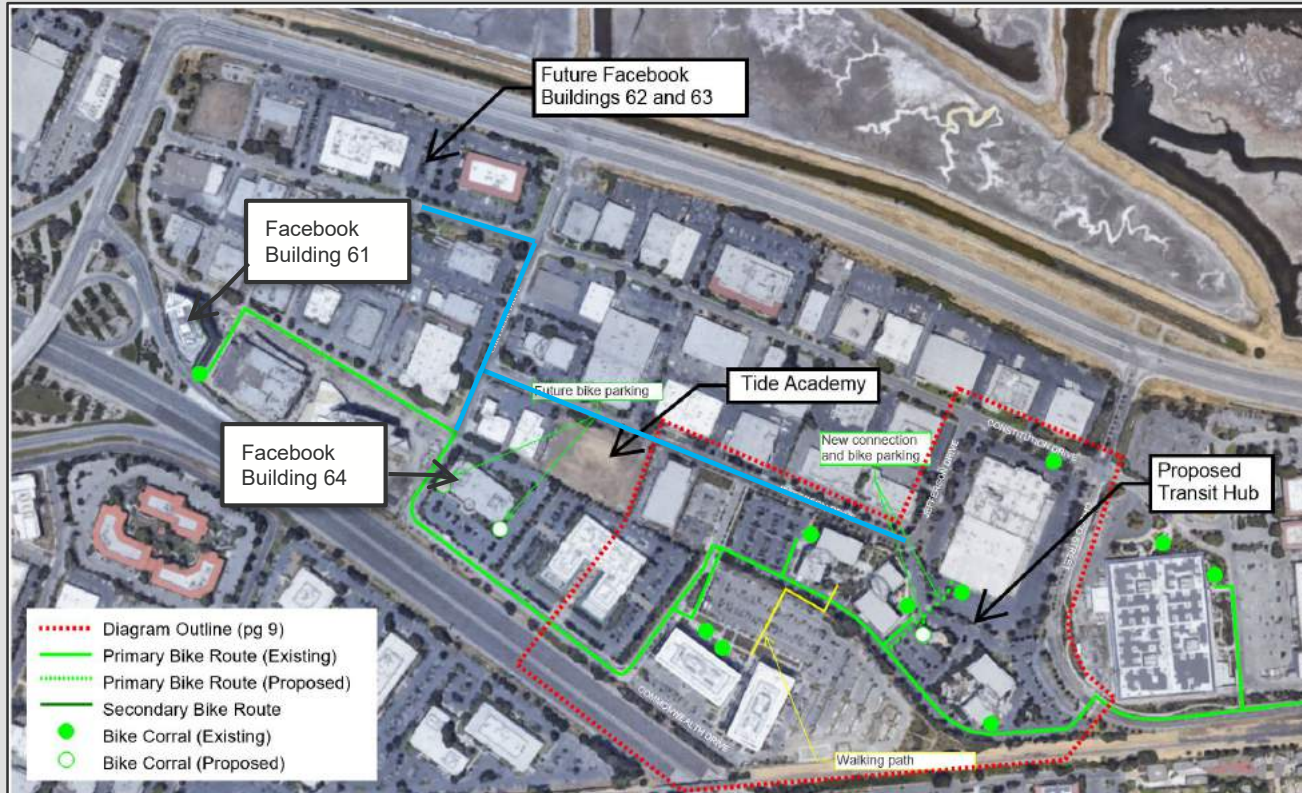 Future Facebook
Buildings 62 and 63
Facebook
Building 61
Future bike parking
Tide Academy
Facebook
Building 64
New connection
and bike parking
JEFFERSON DRIVE
CONSTITUTION DRIVE
Proposed
Transit Hub
COMMONWEALTH DRIVE
Walking path
Diagram Outline (pg 9)
Primary Bike Route (Existing)
Primary Bike Route (Proposed)
Secondary Bike Route
Bike Corral (Existing)
Bike Corral (Proposed)